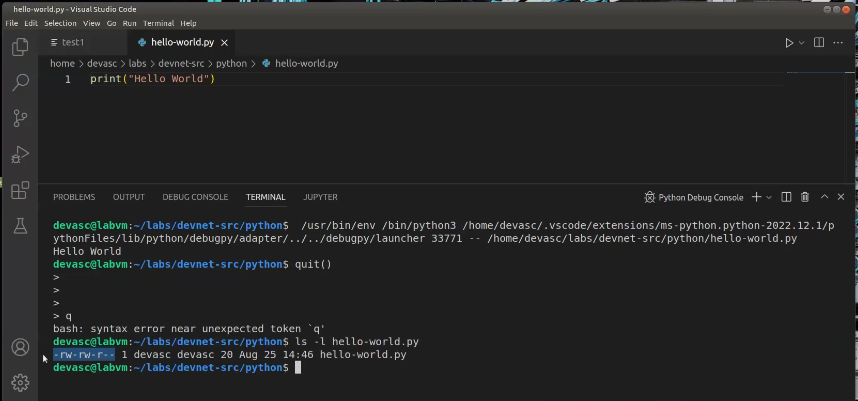 hello-world.py - Visual Studio Code
File Edit Selection View Go Run Terminal Help
test1 hello-world.py
home > devasc > labs > devnet-src > python > hello-world.py
1 print("Hello World")
PROBLEMS OUTPUT DEBUG CONSOLE TERMINAL JUPYTER Python Debug Console
devasc@labvm:~/labs/devnet-src/python$  /usr/bin/env /bin/python3 /home/devasc/.vscode/extensions/ms-python.python-2022.12.1/p
ythonFiles/lib/python/debugpy/adapter/../../debugpy/launcher 33771 -- /home/devasc/labs/devnet-src/python/hello-world.py
Hello World
devasc@labvm:~/labs/devnet-src/python$ quit()
>
>
>
> q
bash: syntax error near unexpected token `q'
devasc@labvm:~/labs/devnet-src/python$ ls -l hello-world.py
-rw-rw-r-- 1 devasc devasc 20 Aug 25 14:46 hello-world.py
devasc@labvm:~/labs/devnet-src/python$